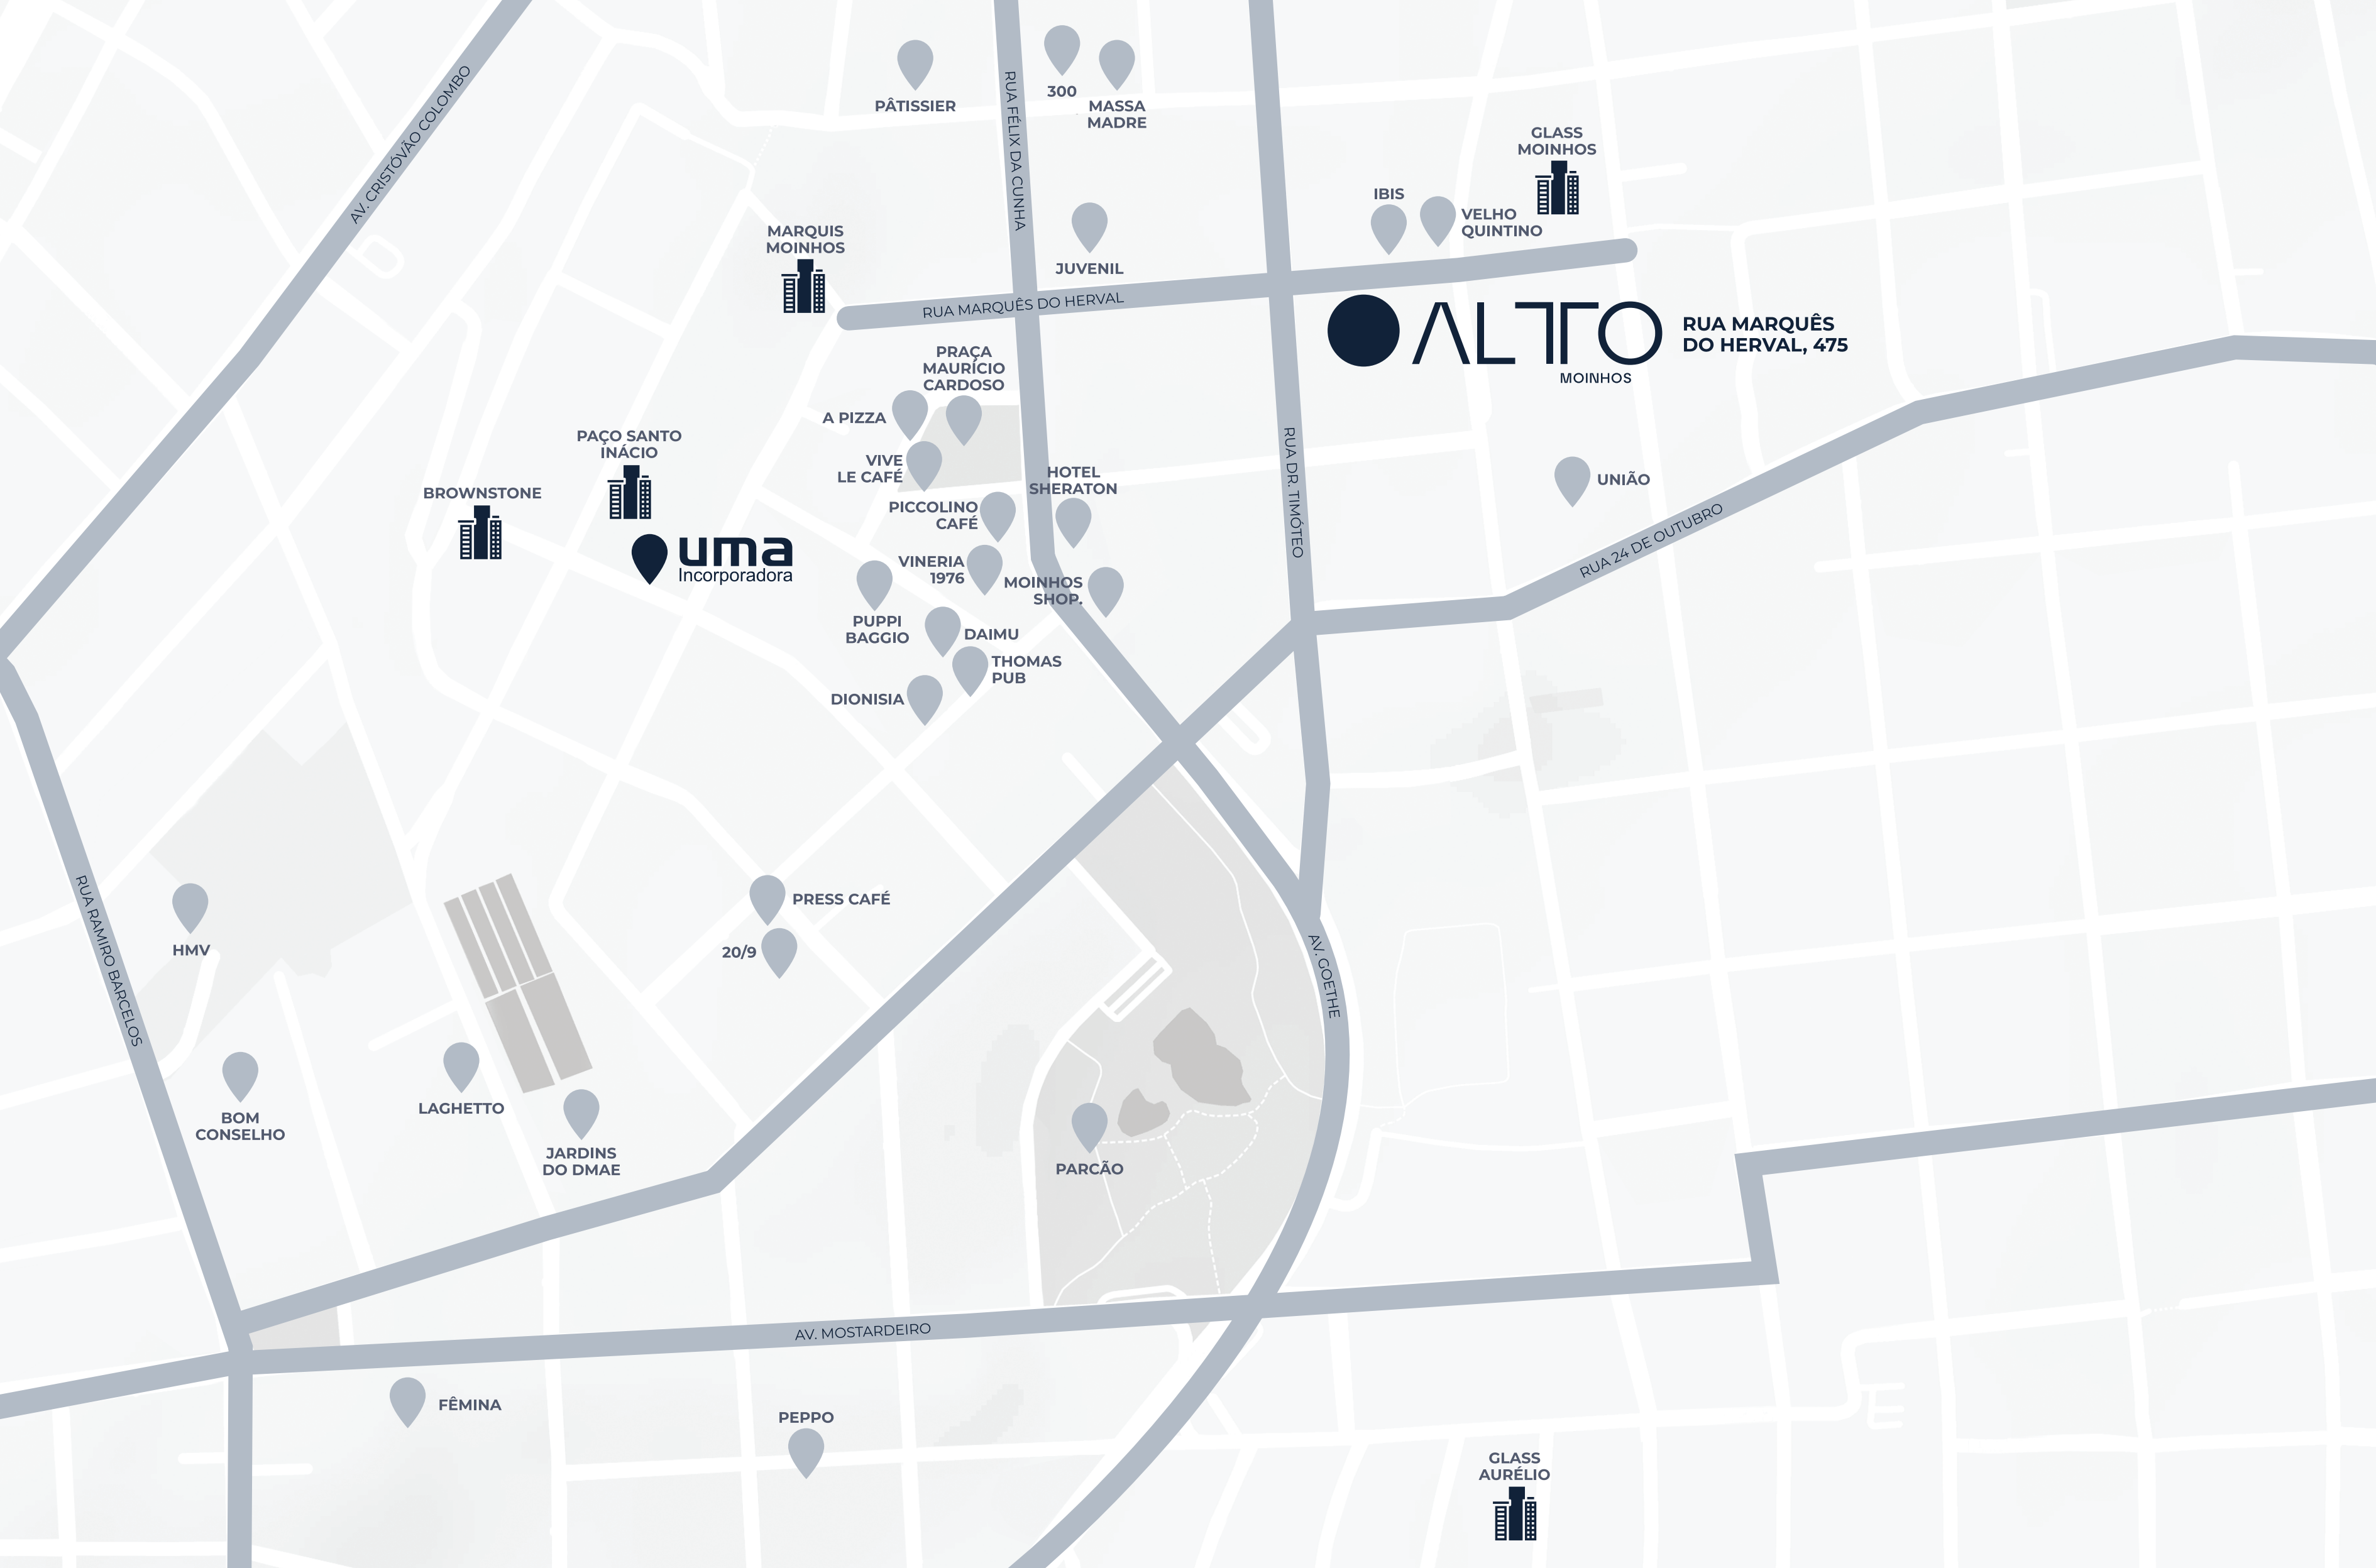 AV. CRISTÓVÃO COLOMBO
PÂTISSIER
RUA FÉLIX DA CUNHA
300
MASSA
MADRE
GLASS
MOINHOS
IBIS
VELHO
QUINTINO
MARQUIS
MOINHOS
JUVENIL
RUA MARQUÊS DO HERVAL
ALTTO
MOINHOS
RUA MARQUÊS
DO HERVAL, 475
PRAÇA
MAURÍCIO
CARDOSO
A PIZZA
VIVE
LE CAFÉ
PAÇO SANTO
INÁCIO
BROWNSTONE
uma
Incorporadora
PICCOLINO
CAFÉ
HOTEL
SHERATON
RUA DR. TIMÓTEO
UNIÃO
RUA 24 DE OUTUBRO
VINERIA
1976
MOINHOS
SHOP.
PUPPI
BAGGIO
DAIMU
THOMAS
PUB
DIONISIA
RUA RAMIRO BARCELOS
HMV
PRESS CAFÉ
20/9
AV. GOETHE
BOM
CONSELHO
LAGHETTO
JARDINS
DO DMAE
PARCÃO
AV. MOSTARDEIRO
FÊMINA
PEPPO
GLASS
AURÉLIO